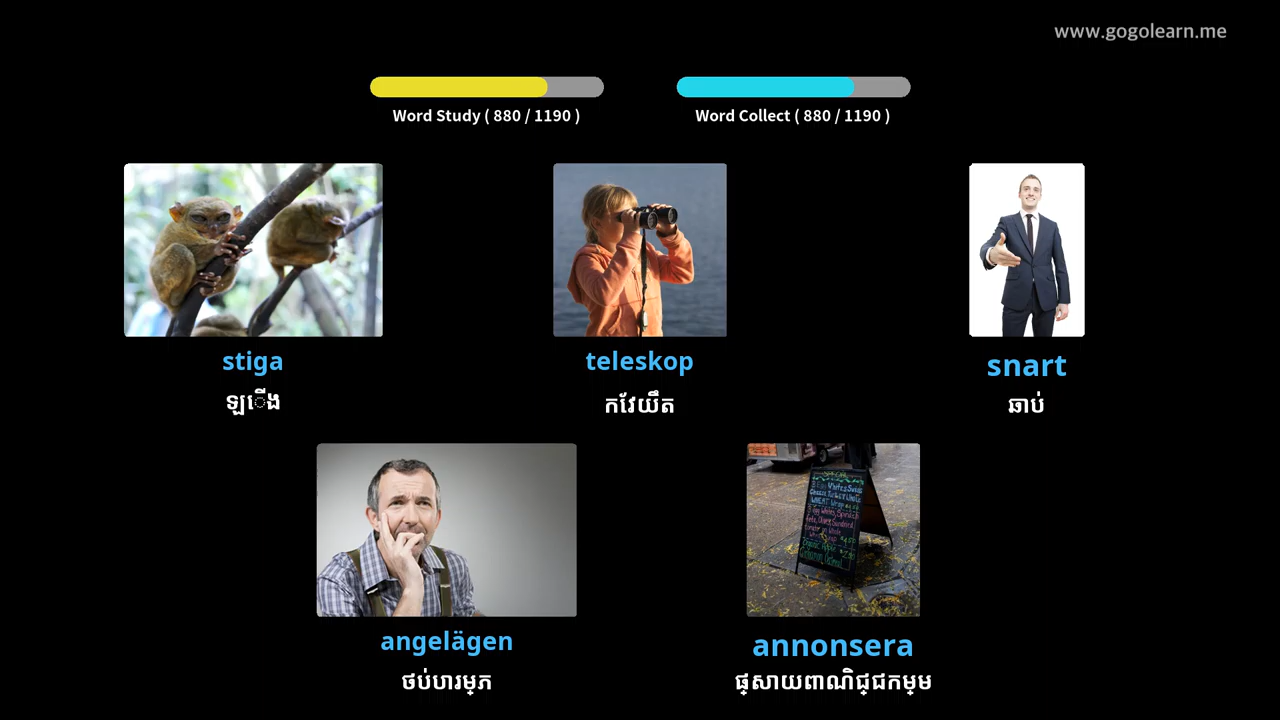 www.gogolearn.me
Word Study ( 880 / 1190 )
Word Collect ( 880 / 1190 )
stiga
ឡើង
teleskop
កវែយឹត
snart
ឆាប់
angelägen
ថប់បារម្ភ
annonsera
ផ្សាយពាណិជ្ជកម្ម